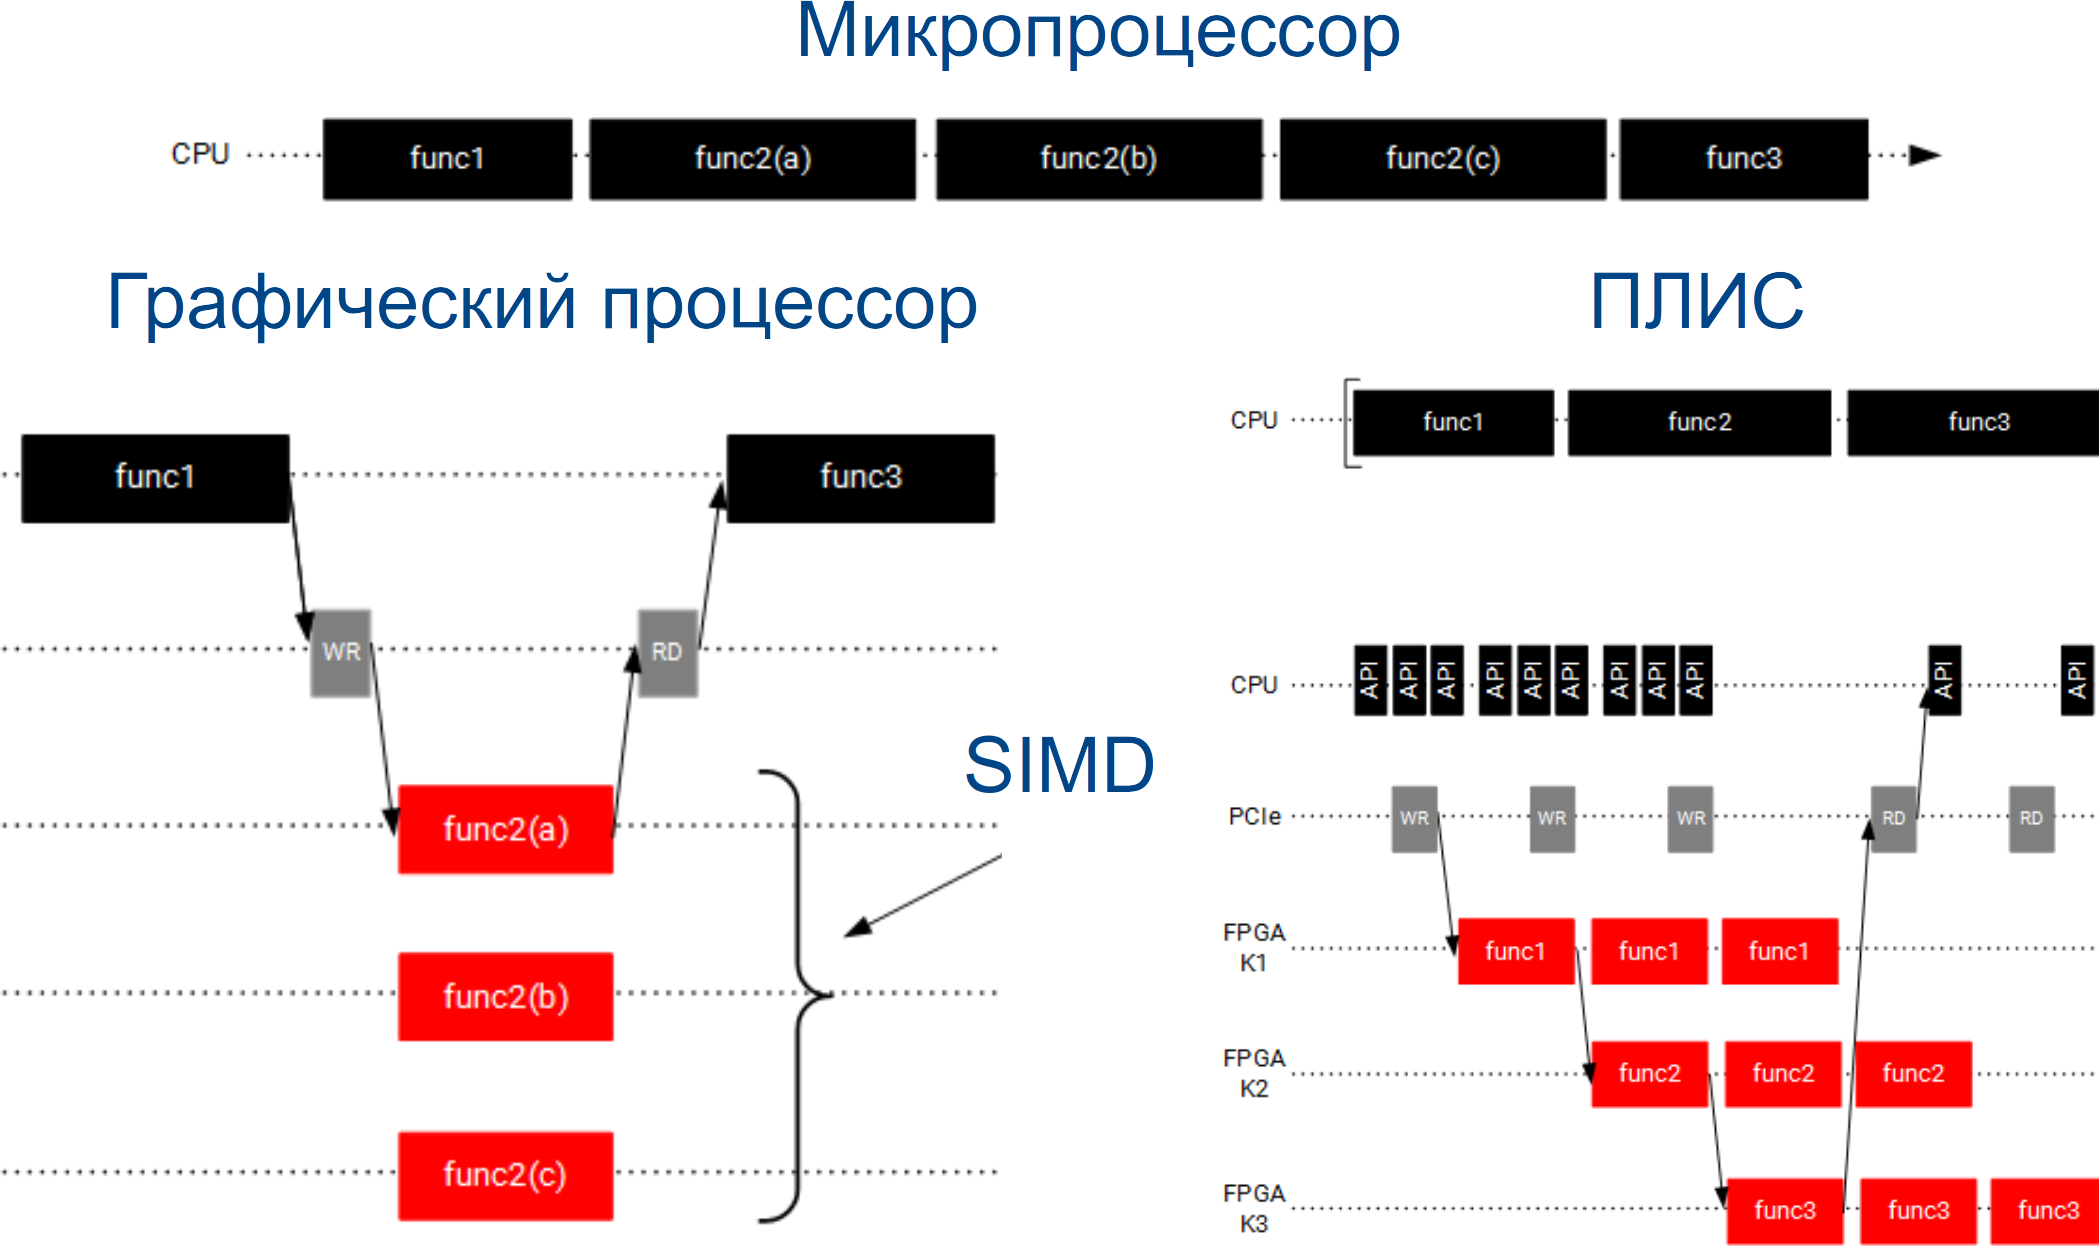 Микропроцессор
CPU func1 func2(a) func2(b) func2(c) func3
Графический процессор
func1 func3
WR RD
func2(a)
func2(b)
func2(c)
SIMD
ПЛИС
CPU func1 func2 func3
CPU API API API API API API API API API API API
PCIe WR WR WR RD RD
FPGA K1 func1 func1 func1
FPGA K2 func2 func2 func2
FPGA K3 func3 func3 func3